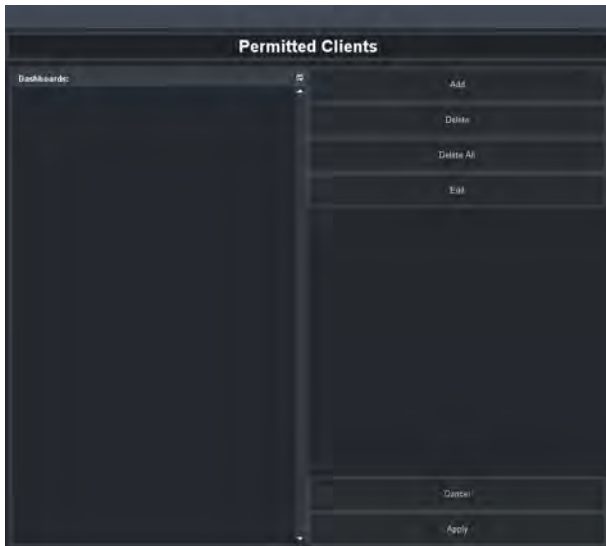 Permitted Clients
Dashboards:
Add
Delete
Delete All
Edit
Cancel
Apply